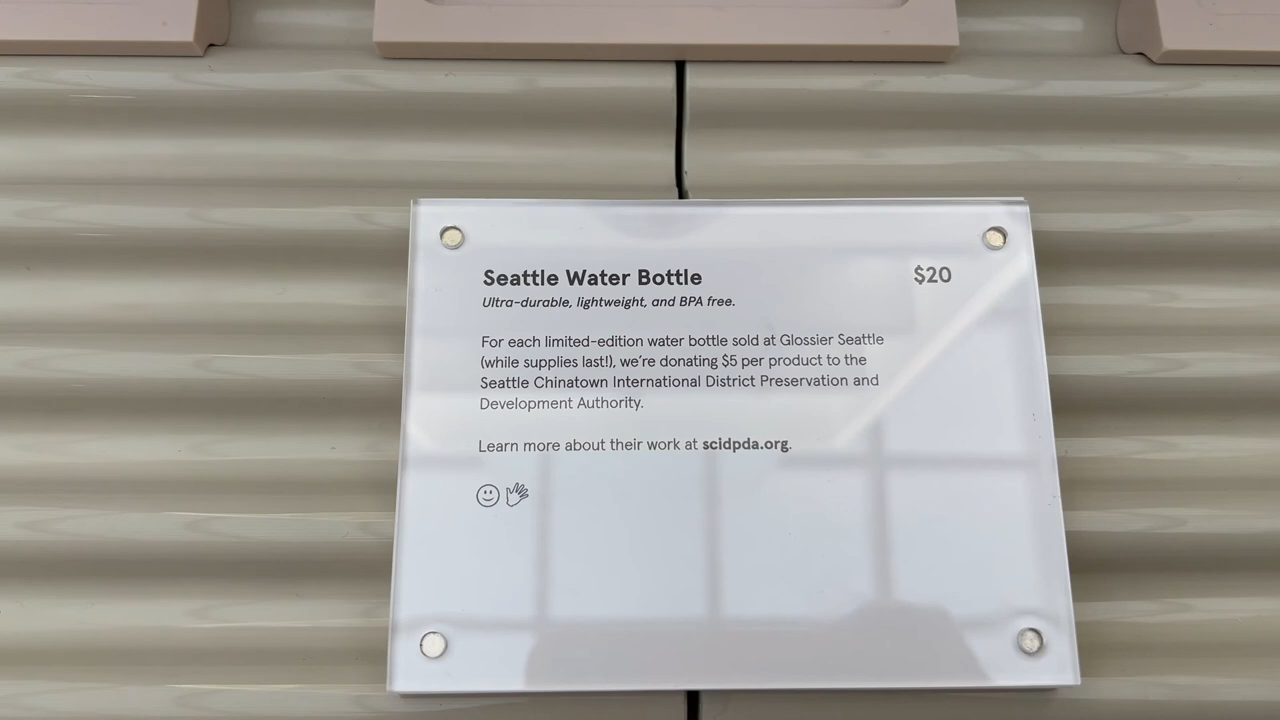 Seattle Water Bottle $20
Ultra-durable, lightweight, and BPA free.
For each limited-edition water bottle sold at Glossier Seattle
(while supplies last!), we're donating $5 per product to the
Seattle Chinatown International District Preservation and
Development Authority.
Learn more about their work at scidpda.org.